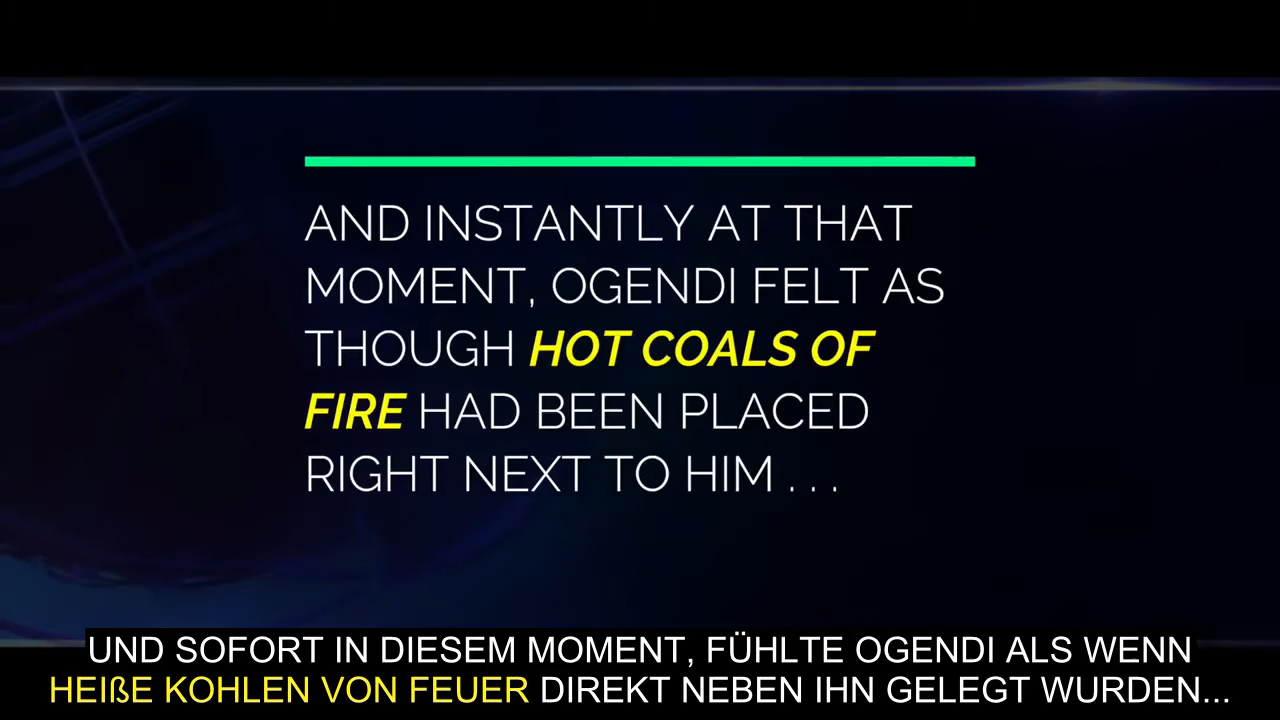 AND INSTANTLY AT THAT
MOMENT, OGENDI FELT AS
THOUGH HOT COALS OF
FIRE HAD BEEN PLACED
RIGHT NEXT TO HIM . . .
UND SOFORT IN DIESEM MOMENT, FÜHLTE OGENDI ALS WENN
HEIßE KOHLEN VON FEUER DIREKT NEBEN IHN GELEGT WURDEN...